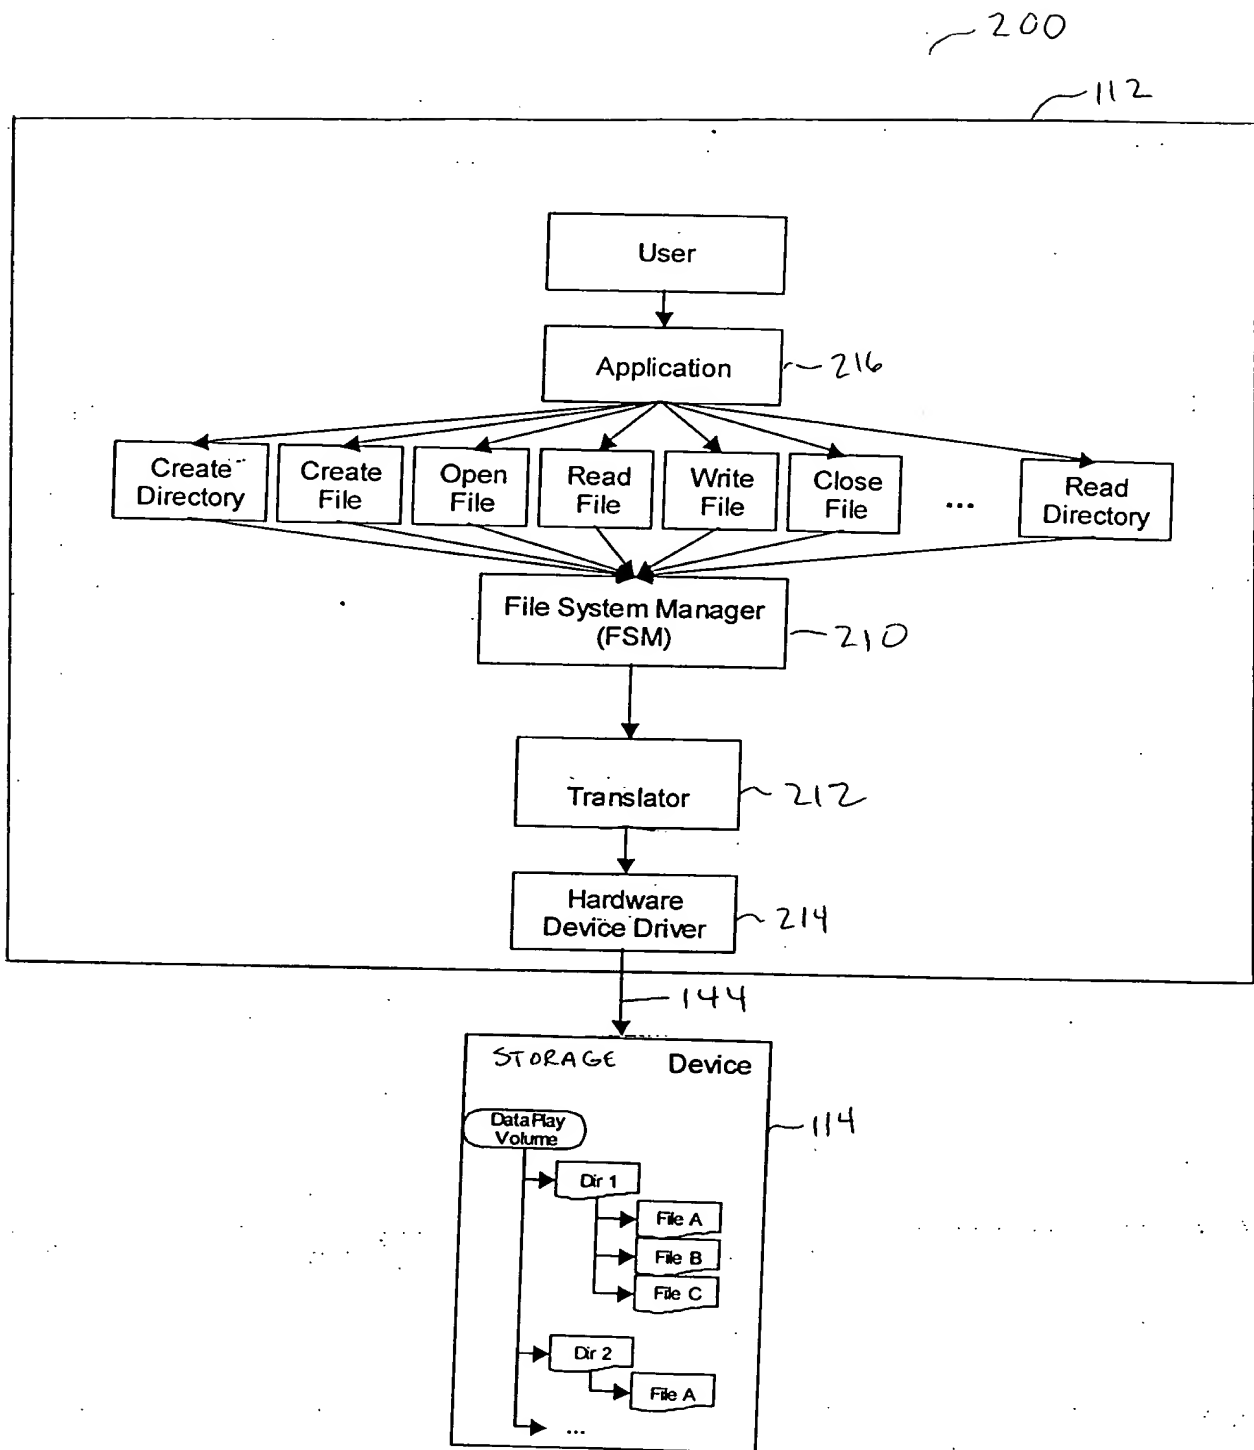 200
112
User
Application
216
Create
Directory
Create
File
Open
File
Read
File
Write
File
Close
File
...
Read
Directory
File System Manager
(FSM)
210
Translator
212
Hardware
Device Driver
214
144
STORAGE Device
DataPlay
Volume
114
Dir 1
File A
File B
File C
Dir 2
File A
...